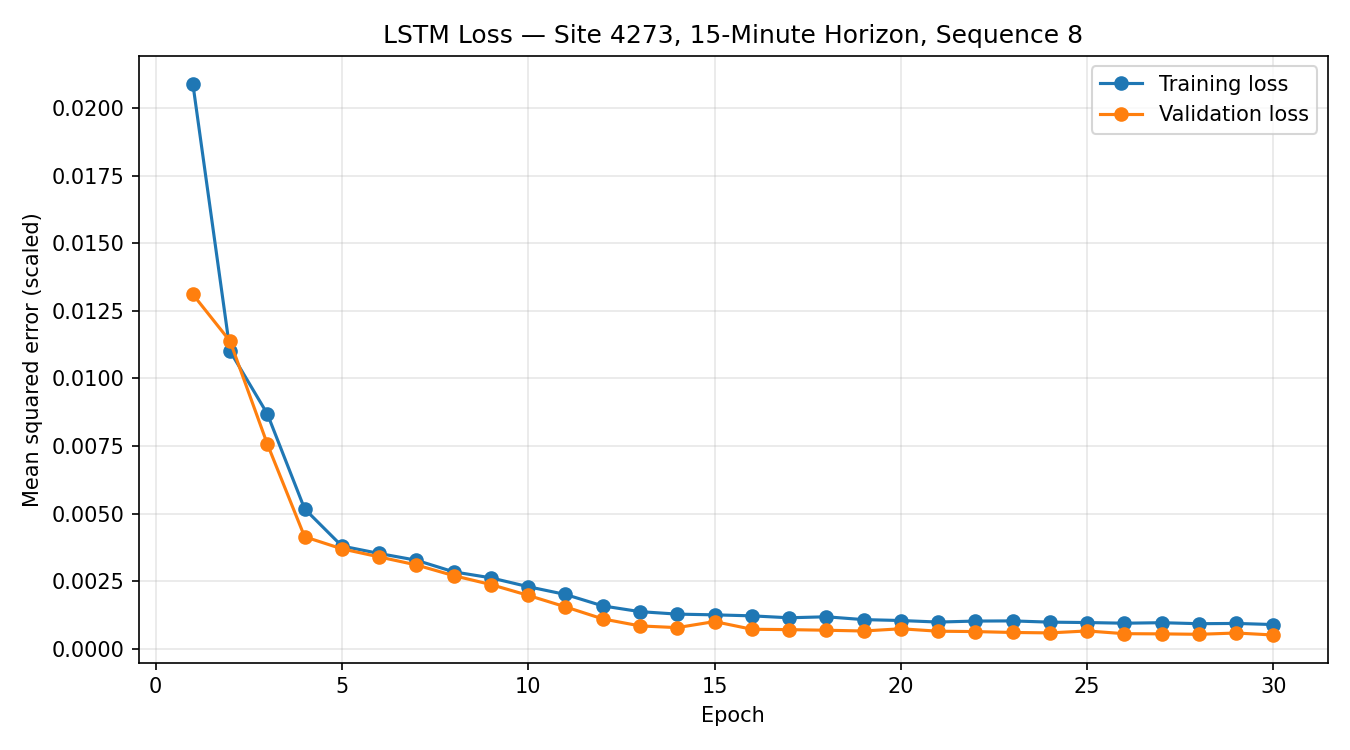 LSTM Loss — Site 4273, 15-Minute Horizon, Sequence 8
Training loss
Validation loss
Mean squared error (scaled)
0.0200
0.0175
0.0150
0.0125
0.0100
0.0075
0.0050
0.0025
0.0000
0 5 10 15 20 25 30
Epoch